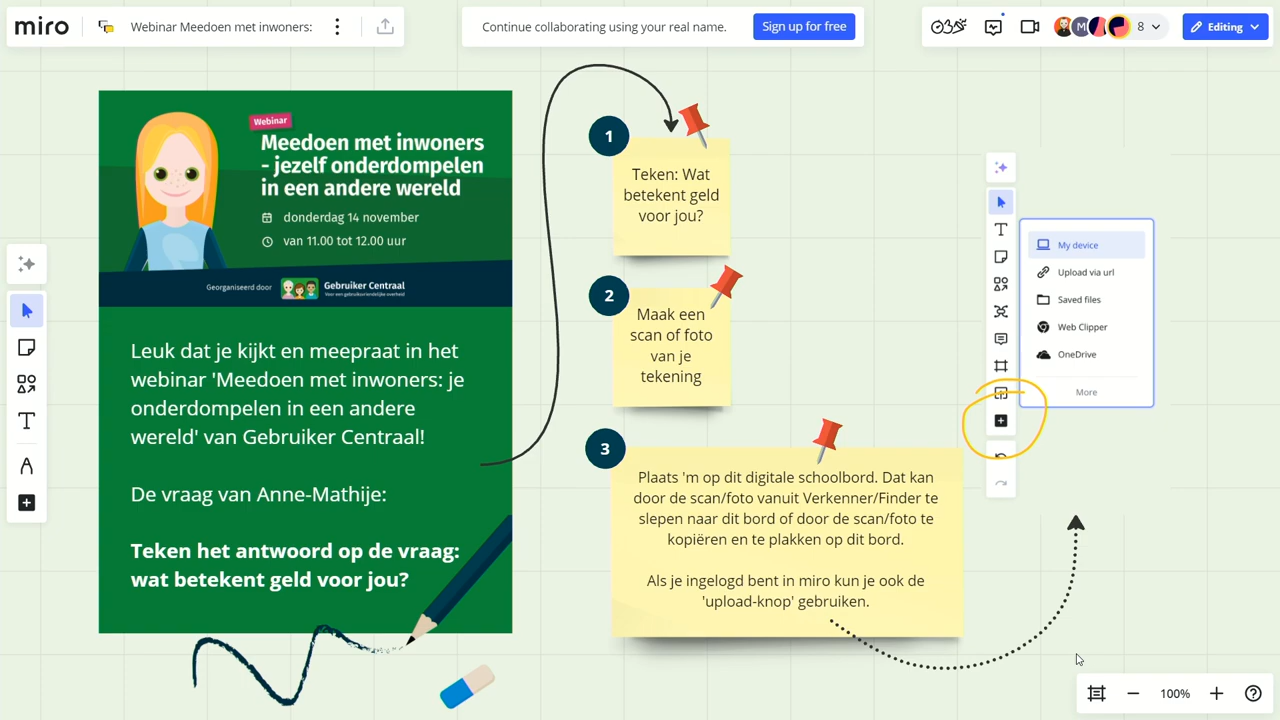 miro
Webinar Meedoen met inwoners:
Continue collaborating using your real name.
Sign up for free
M
8
Editing
Webinar
Meedoen met inwoners
- jezelf onderdompelen
in een andere wereld
donderdag 14 november
van 11.00 tot 12.00 uur
Georganiseerd door
Gebruiker Centraal
Voor een gebruiksvriendelijke overheid
Leuk dat je kijkt en meepraat in het
webinar 'Meedoen met inwoners: je
onderdompelen in een andere
wereld' van Gebruiker Centraal!
De vraag van Anne-Mathije:
Teken het antwoord op de vraag:
wat betekent geld voor jou?
1
Teken: Wat
betekent geld
voor jou?
2
Maak een
scan of foto
van je
tekening
3
Plaats 'm op dit digitale schoolbord. Dat kan
door de scan/foto vanuit Verkenner/Finder te
slepen naar dit bord of door de scan/foto te
kopiëren en te plakken op dit bord.
Als je ingelogd bent in miro kun je ook de
'upload-knop' gebruiken.
My device
Upload via url
Saved files
Web Clipper
OneDrive
More
100%